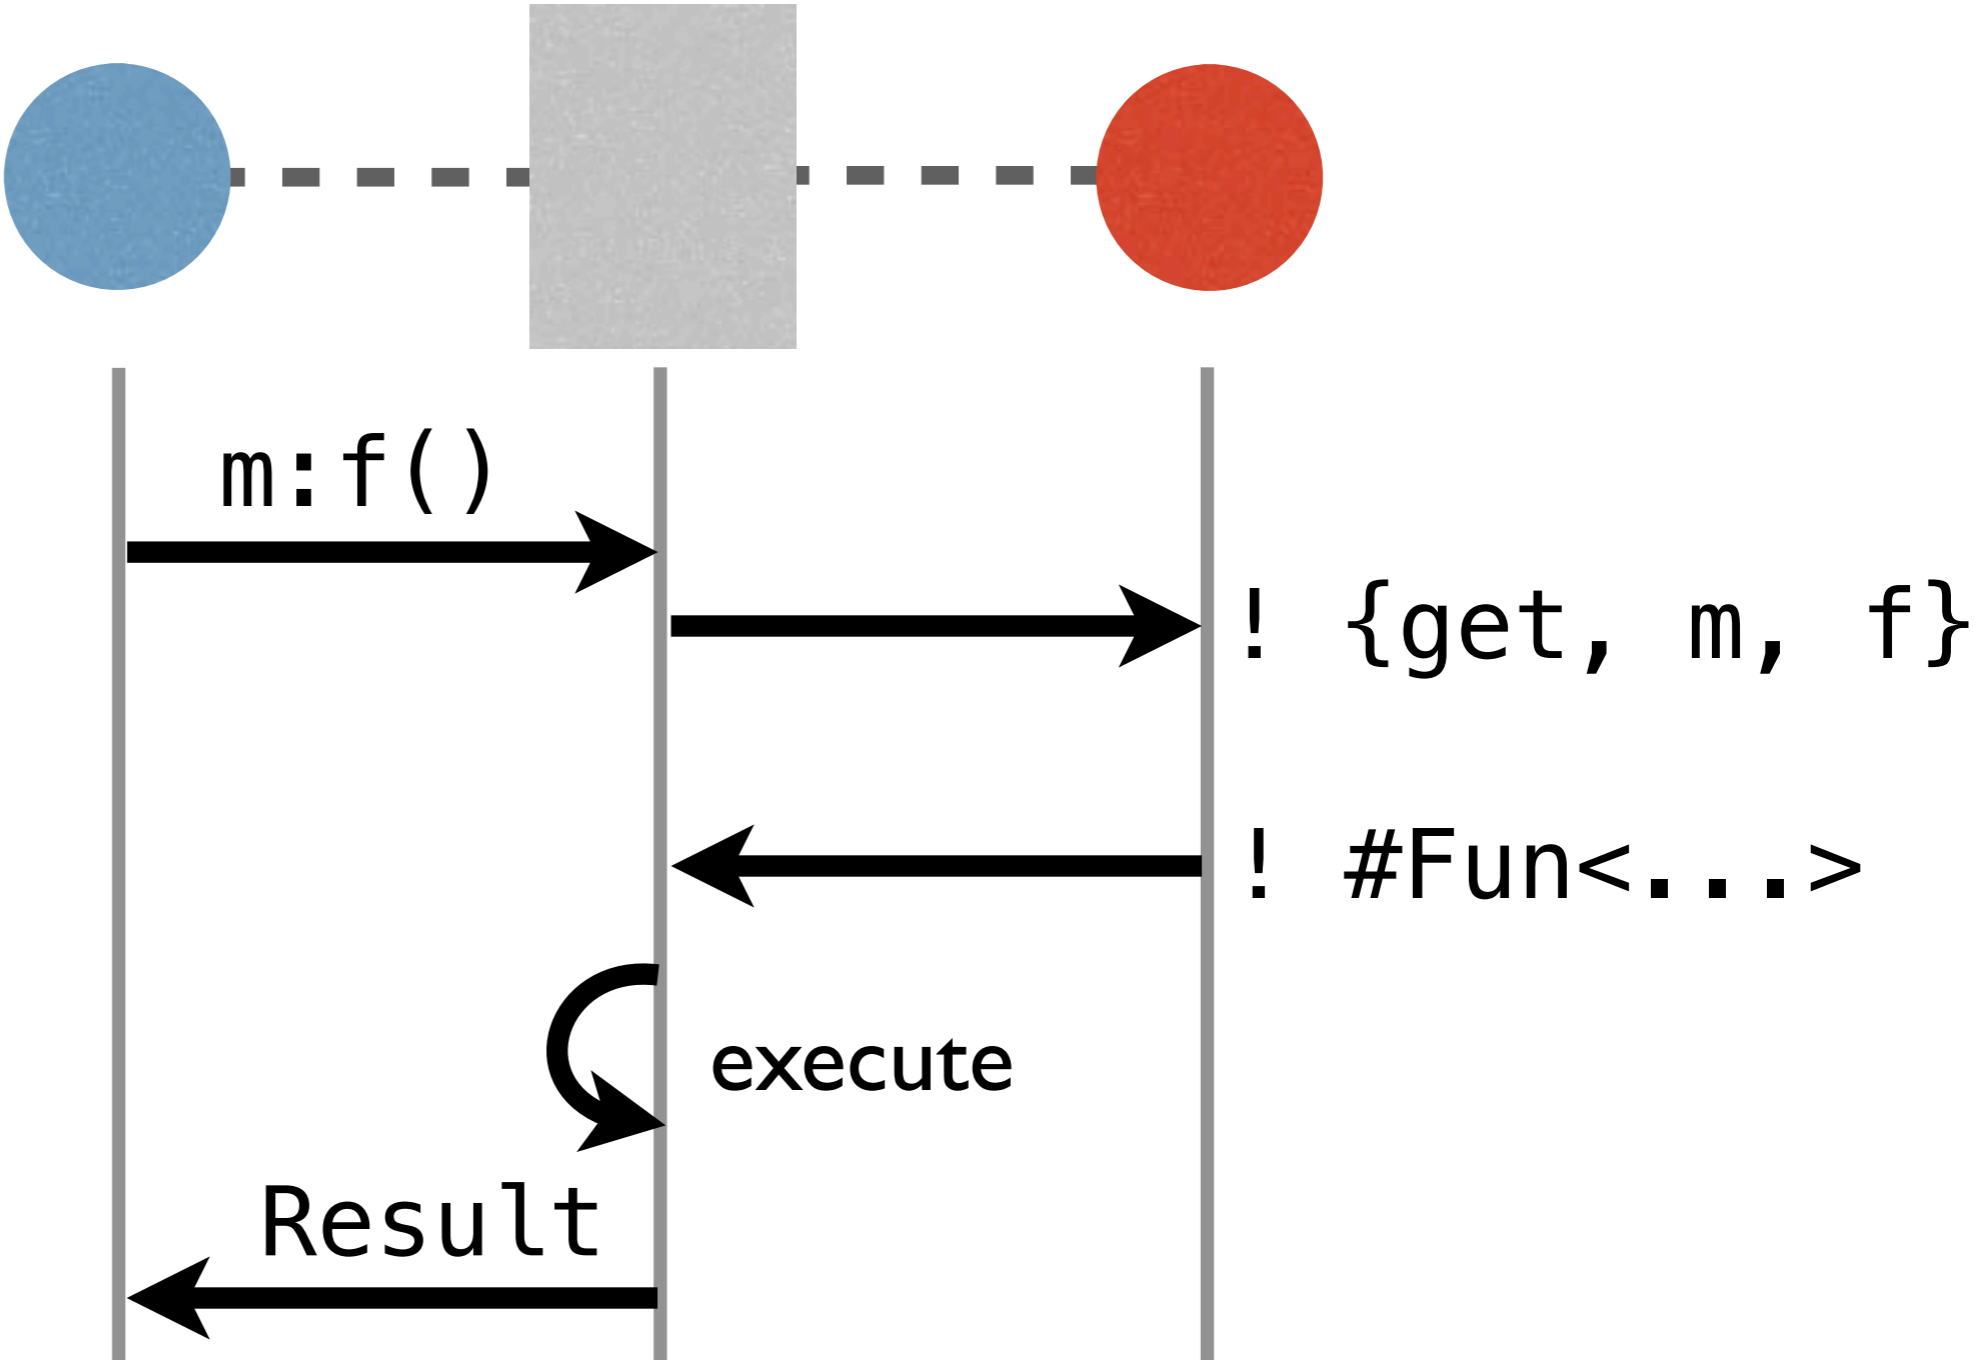 m:f()
! {get, m, f}
! #Fun<...>
execute
Result